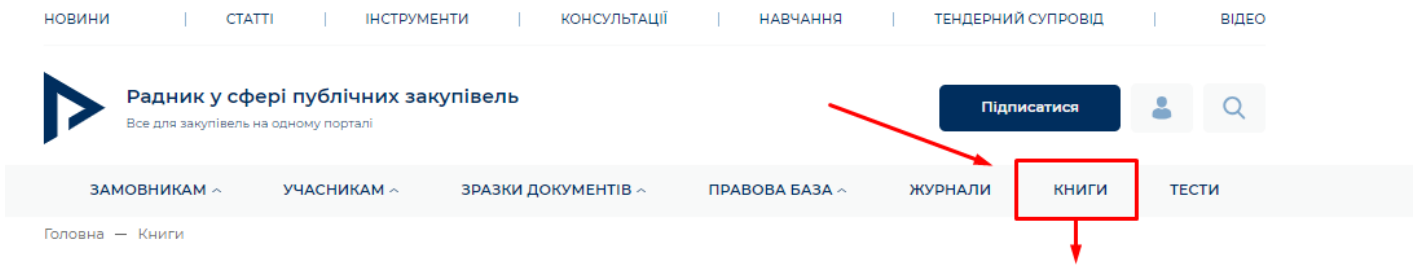 НОВИНИ | СТАТТІ | ІНСТРУМЕНТИ | КОНСУЛЬТАЦІЇ | НАВЧАННЯ | ТЕНДЕРНИЙ СУПРОВІД | ВІДЕО
Радник у сфері публічних закупівель
Все для закупівель на одному порталі
Підписатися
ЗАМОВНИКАМ УЧАСНИКАМ ЗРАЗКИ ДОКУМЕНТІВ ПРАВОВА БАЗА ЖУРНАЛИ КНИГИ ТЕСТИ
Головна — Книги